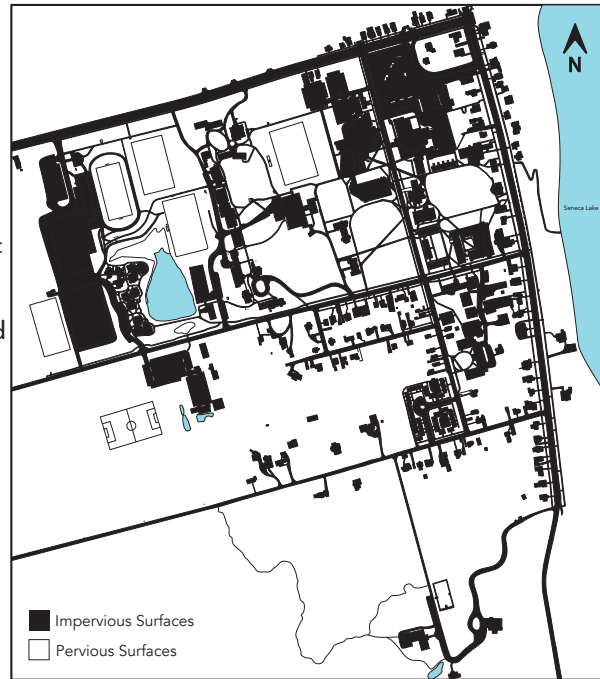 N
Seneca Lake
d
Impervious Surfaces
Pervious Surfaces